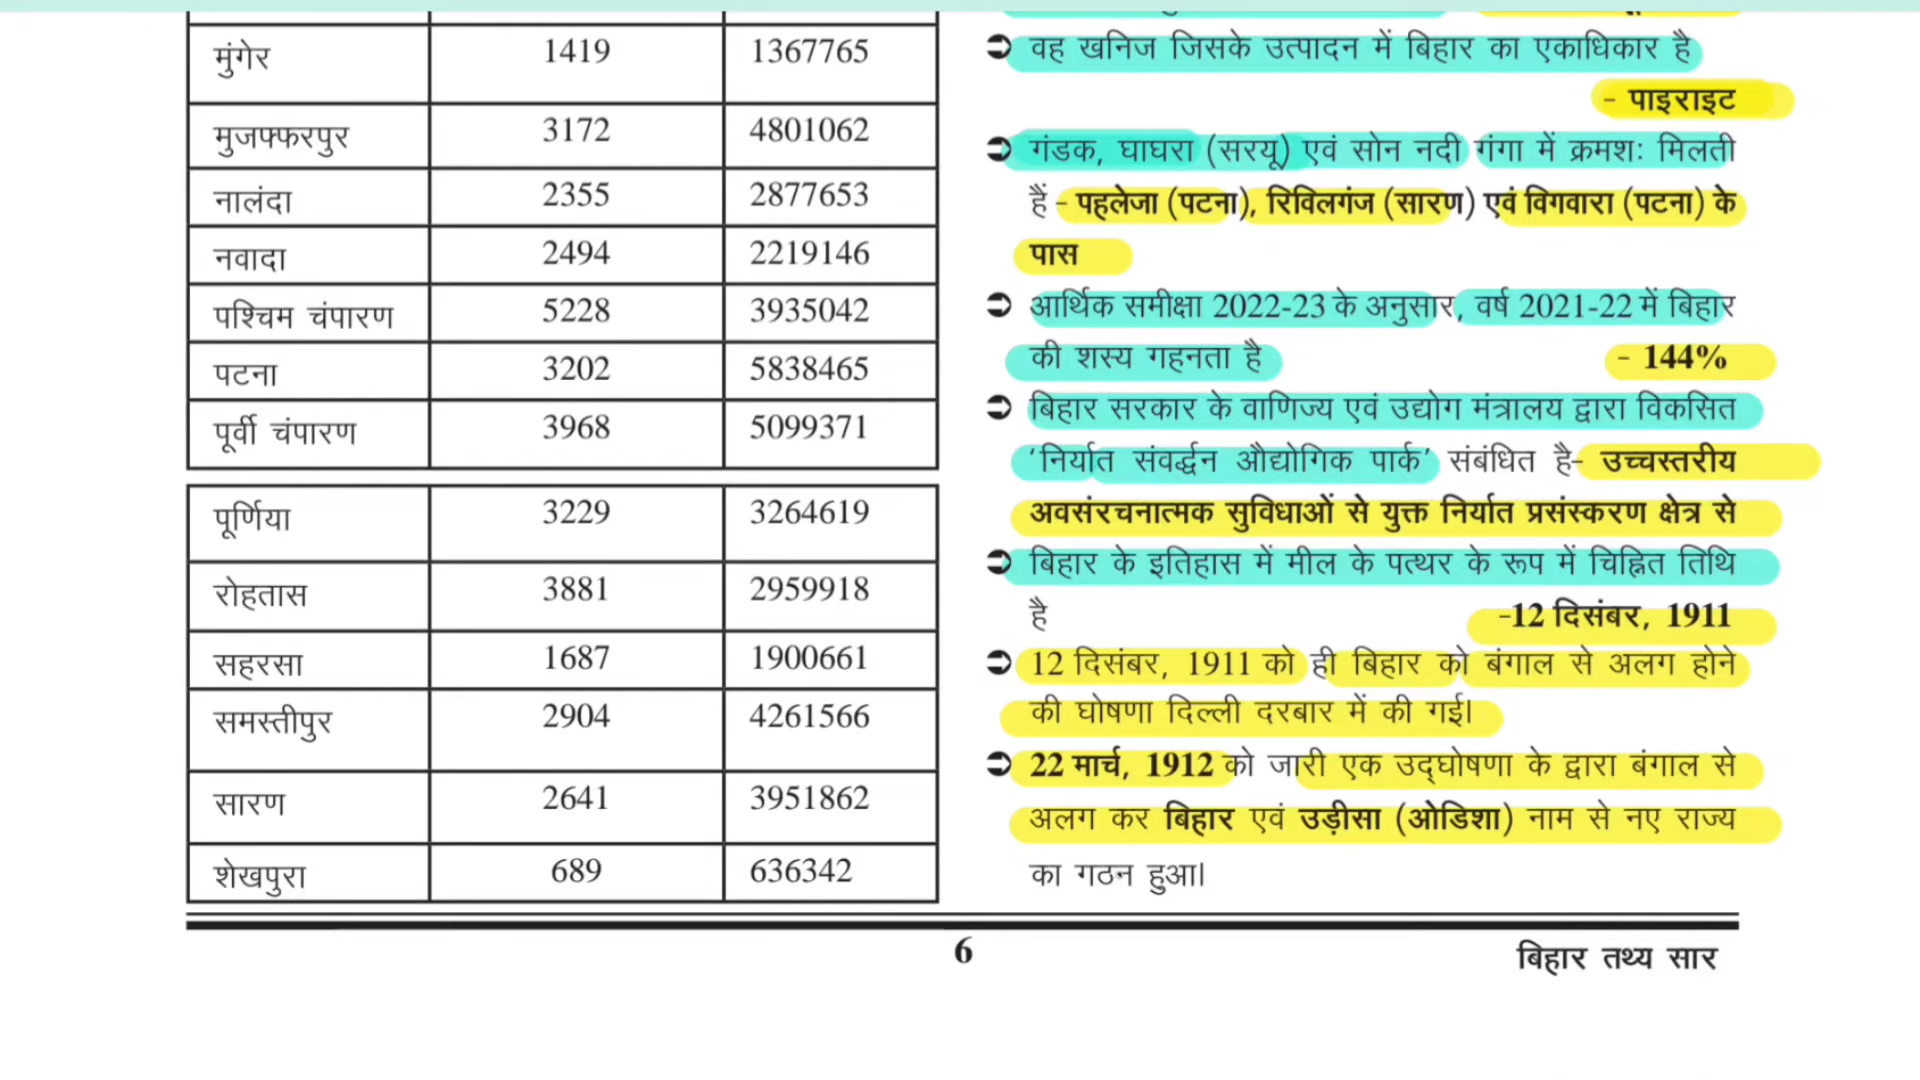 मुंगेर 1419 1367765
मुजफ्फरपुर 3172 4801062
नालंदा 2355 2877653
नवादा 2494 2219146
पश्चिम चंपारण 5228 3935042
पटना 3202 5838465
पूर्वी चंपारण 3968 5099371
पूर्णिया 3229 3264619
रोहतास 3881 2959918
सहरसा 1687 1900661
समस्तीपुर 2904 4261566
सारण 2641 3951862
शेखपुरा 689 636342
➲ वह खनिज जिसके उत्पादन में बिहार का एकाधिकार है
- पाइराइट
➲ गंडक, घाघरा (सरयू) एवं सोन नदी गंगा में क्रमशः मिलती
हैं - पहलेजा (पटना), रिविलगंज (सारण) एवं विगवारा (पटना) के
पास
➲ आर्थिक समीक्षा 2022-23 के अनुसार, वर्ष 2021-22 में बिहार
की शस्य गहनता है - 144%
➲ बिहार सरकार के वाणिज्य एवं उद्योग मंत्रालय द्वारा विकसित
'निर्यात संवर्द्धन औद्योगिक पार्क' संबंधित है- उच्चस्तरीय
अवसंरचनात्मक सुविधाओं से युक्त निर्यात प्रसंस्करण क्षेत्र से
➲ बिहार के इतिहास में मील के पत्थर के रूप में चिह्नित तिथि
है -12 दिसंबर, 1911
➲ 12 दिसंबर, 1911 को ही बिहार को बंगाल से अलग होने
की घोषणा दिल्ली दरबार में की गई।
➲ 22 मार्च, 1912 को जारी एक उद्घोषणा के द्वारा बंगाल से
अलग कर बिहार एवं उड़ीसा (ओडिशा) नाम से नए राज्य
का गठन हुआ।
6
बिहार तथ्य सार